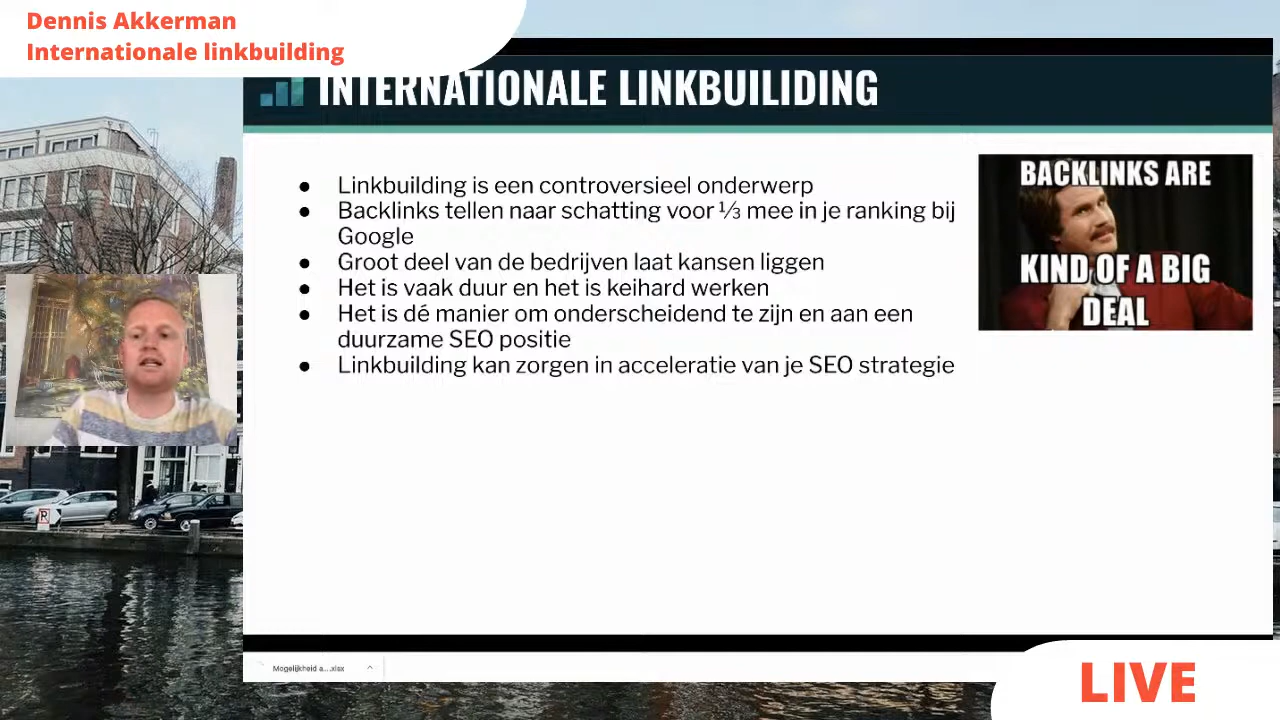 Dennis Akkerman
Internationale linkbuilding
INTERNATIONALE LINKBUILIDING
● Linkbuilding is een controversieel onderwerp
● Backlinks tellen naar schatting voor ⅓ mee in je ranking bij
Google
● Groot deel van de bedrijven laat kansen liggen
● Het is vaak duur en het is keihard werken
● Het is dé manier om onderscheidend te zijn en aan een
duurzame SEO positie
● Linkbuilding kan zorgen in acceleratie van je SEO strategie
BACKLINKS ARE
KIND OF A BIG
DEAL
Mogelijkheid a....xlsx
LIVE